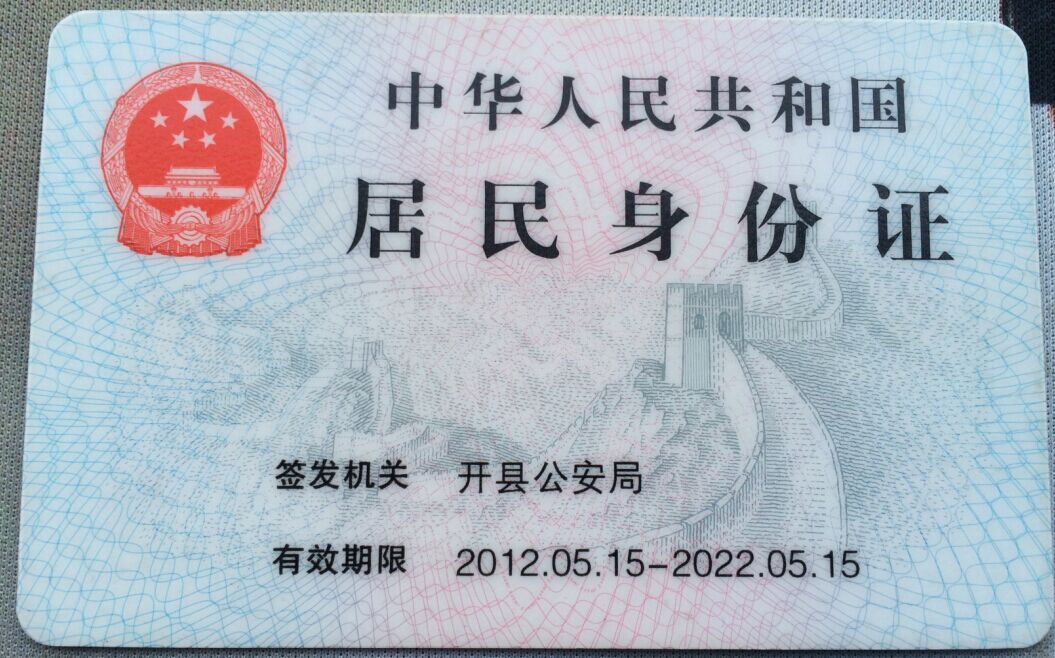 中华人民共和国
居民身份证
签发机关 开县公安局
有效期限 2012.05.15-2022.05.15